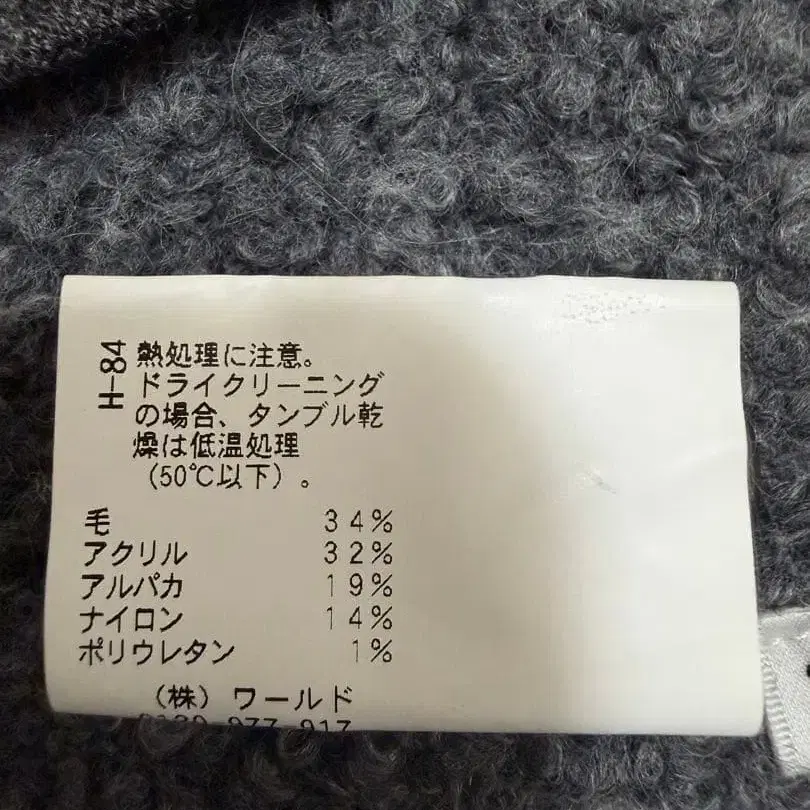 H-84
熱処理に注意。
ドライクリーニング
の場合、タンブル乾
燥は低温処理
（50℃以下）。
毛 34%
アクリル 32%
アルパカ 19%
ナイロン 14%
ポリウレタン 1%
（株）ワールド
0120-977-917